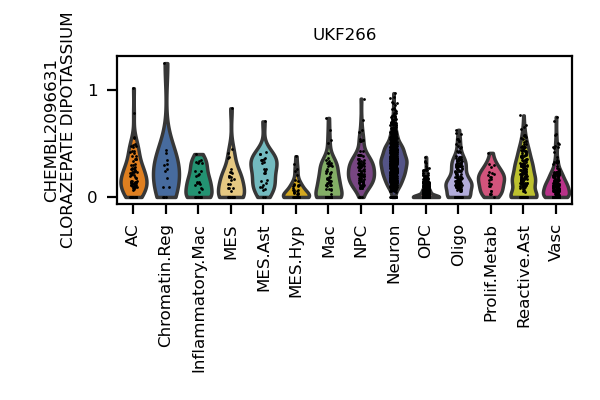 UKF266
CHEMBL2096631
CLORAZEPATE DIPOTASSIUM
1
0
AC
Chromatin.Reg
Inflammatory.Mac
MES
MES.Ast
MES.Hyp
Mac
NPC
Neuron
OPC
Oligo
Prolif.Metab
Reactive.Ast
Vasc